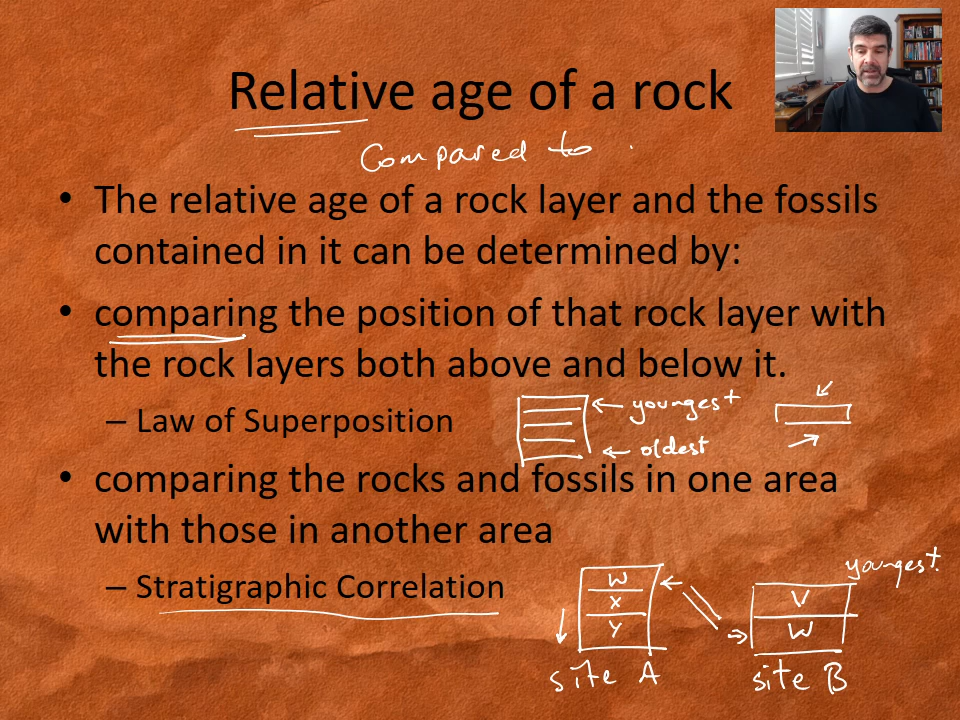 Relative age of a rock
Compared to
• The relative age of a rock layer and the fossils
contained in it can be determined by:
• comparing the position of that rock layer with
the rock layers both above and below it.
– Law of Superposition
youngest
oldest
• comparing the rocks and fossils in one area
with those in another area
– Stratigraphic Correlation
youngest
W
X
Y
site A
V
W
site B